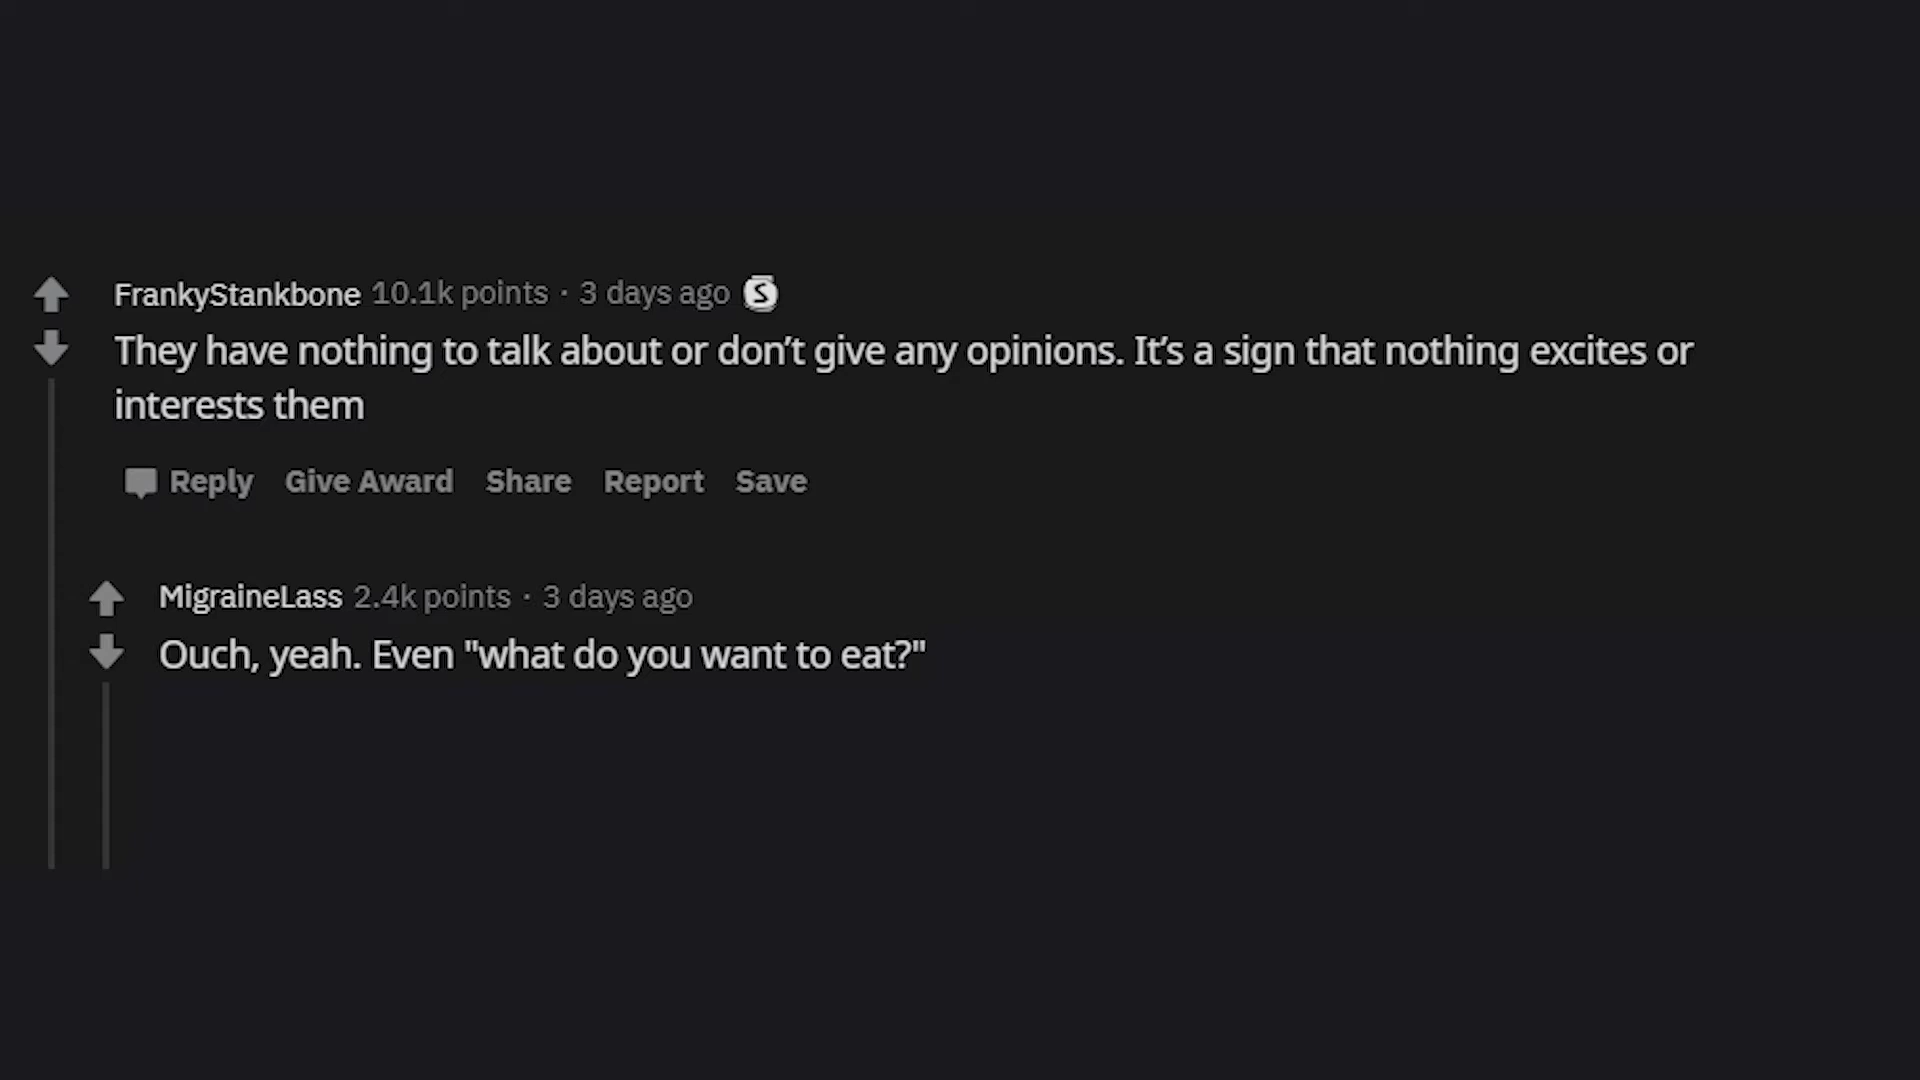 FrankyStankbone 10.1k points · 3 days ago S
They have nothing to talk about or don’t give any opinions. It’s a sign that nothing excites or
interests them
Reply Give Award Share Report Save
MigraineLass 2.4k points · 3 days ago
Ouch, yeah. Even "what do you want to eat?"